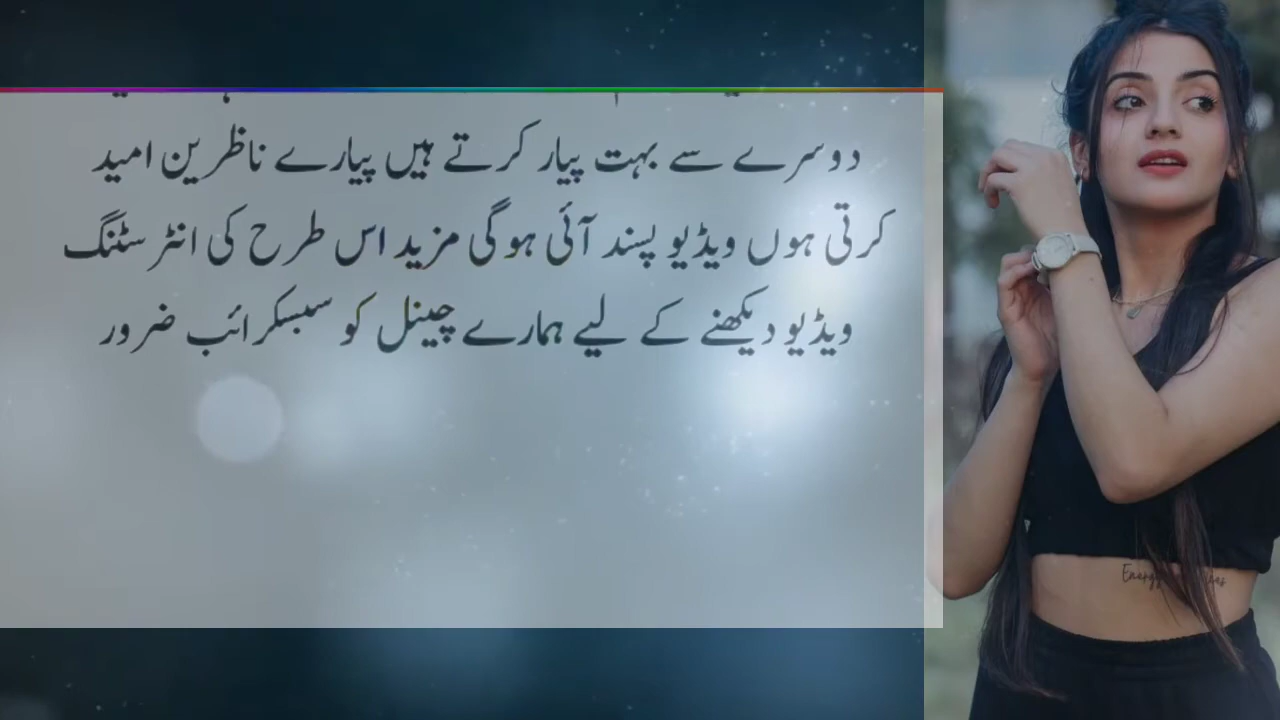 دوسرے سے بہت پیار کرتے ہیں پیارے ناظرین امید
کرتی ہوں ویڈیو پسند آئی ہوگی مزید اس طرح کی انٹرسٹنگ
ویڈیو دیکھنے کے لیے ہمارے چینل کو سبسکرائب ضرور